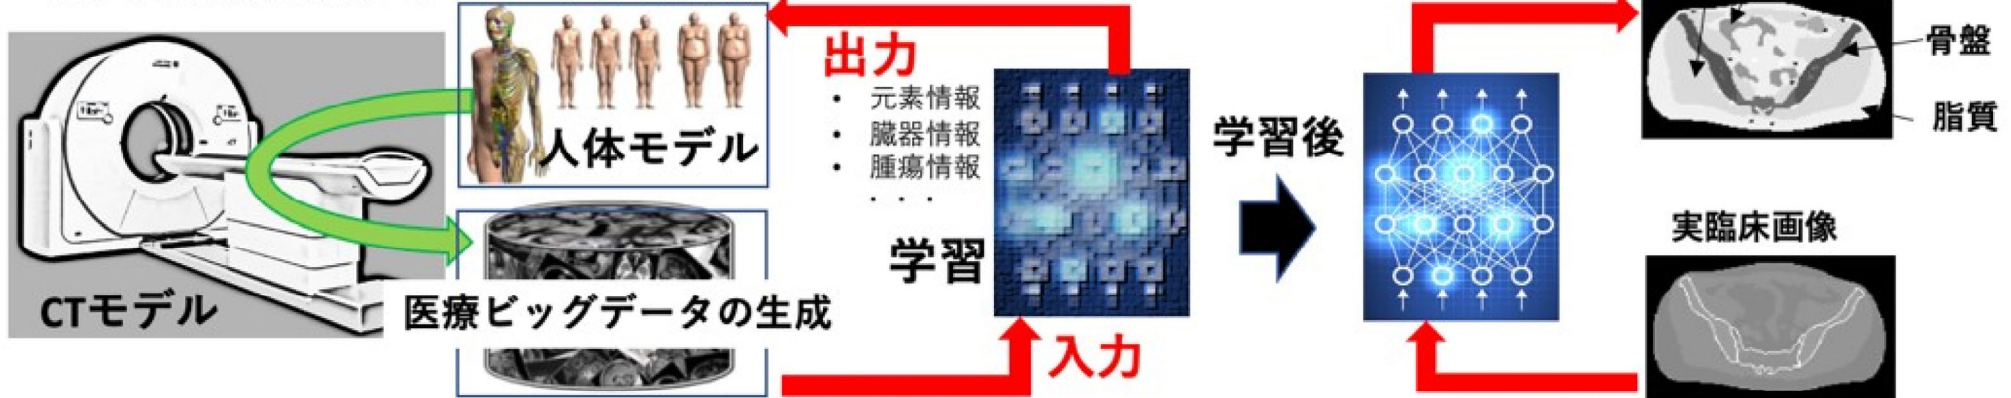 人体モデル
CTモデル
医療ビッグデータの生成
出力
• 元素情報
• 臓器情報
• 腫瘍情報
・・・
学習
入力
学習後
骨盤
脂質
実臨床画像